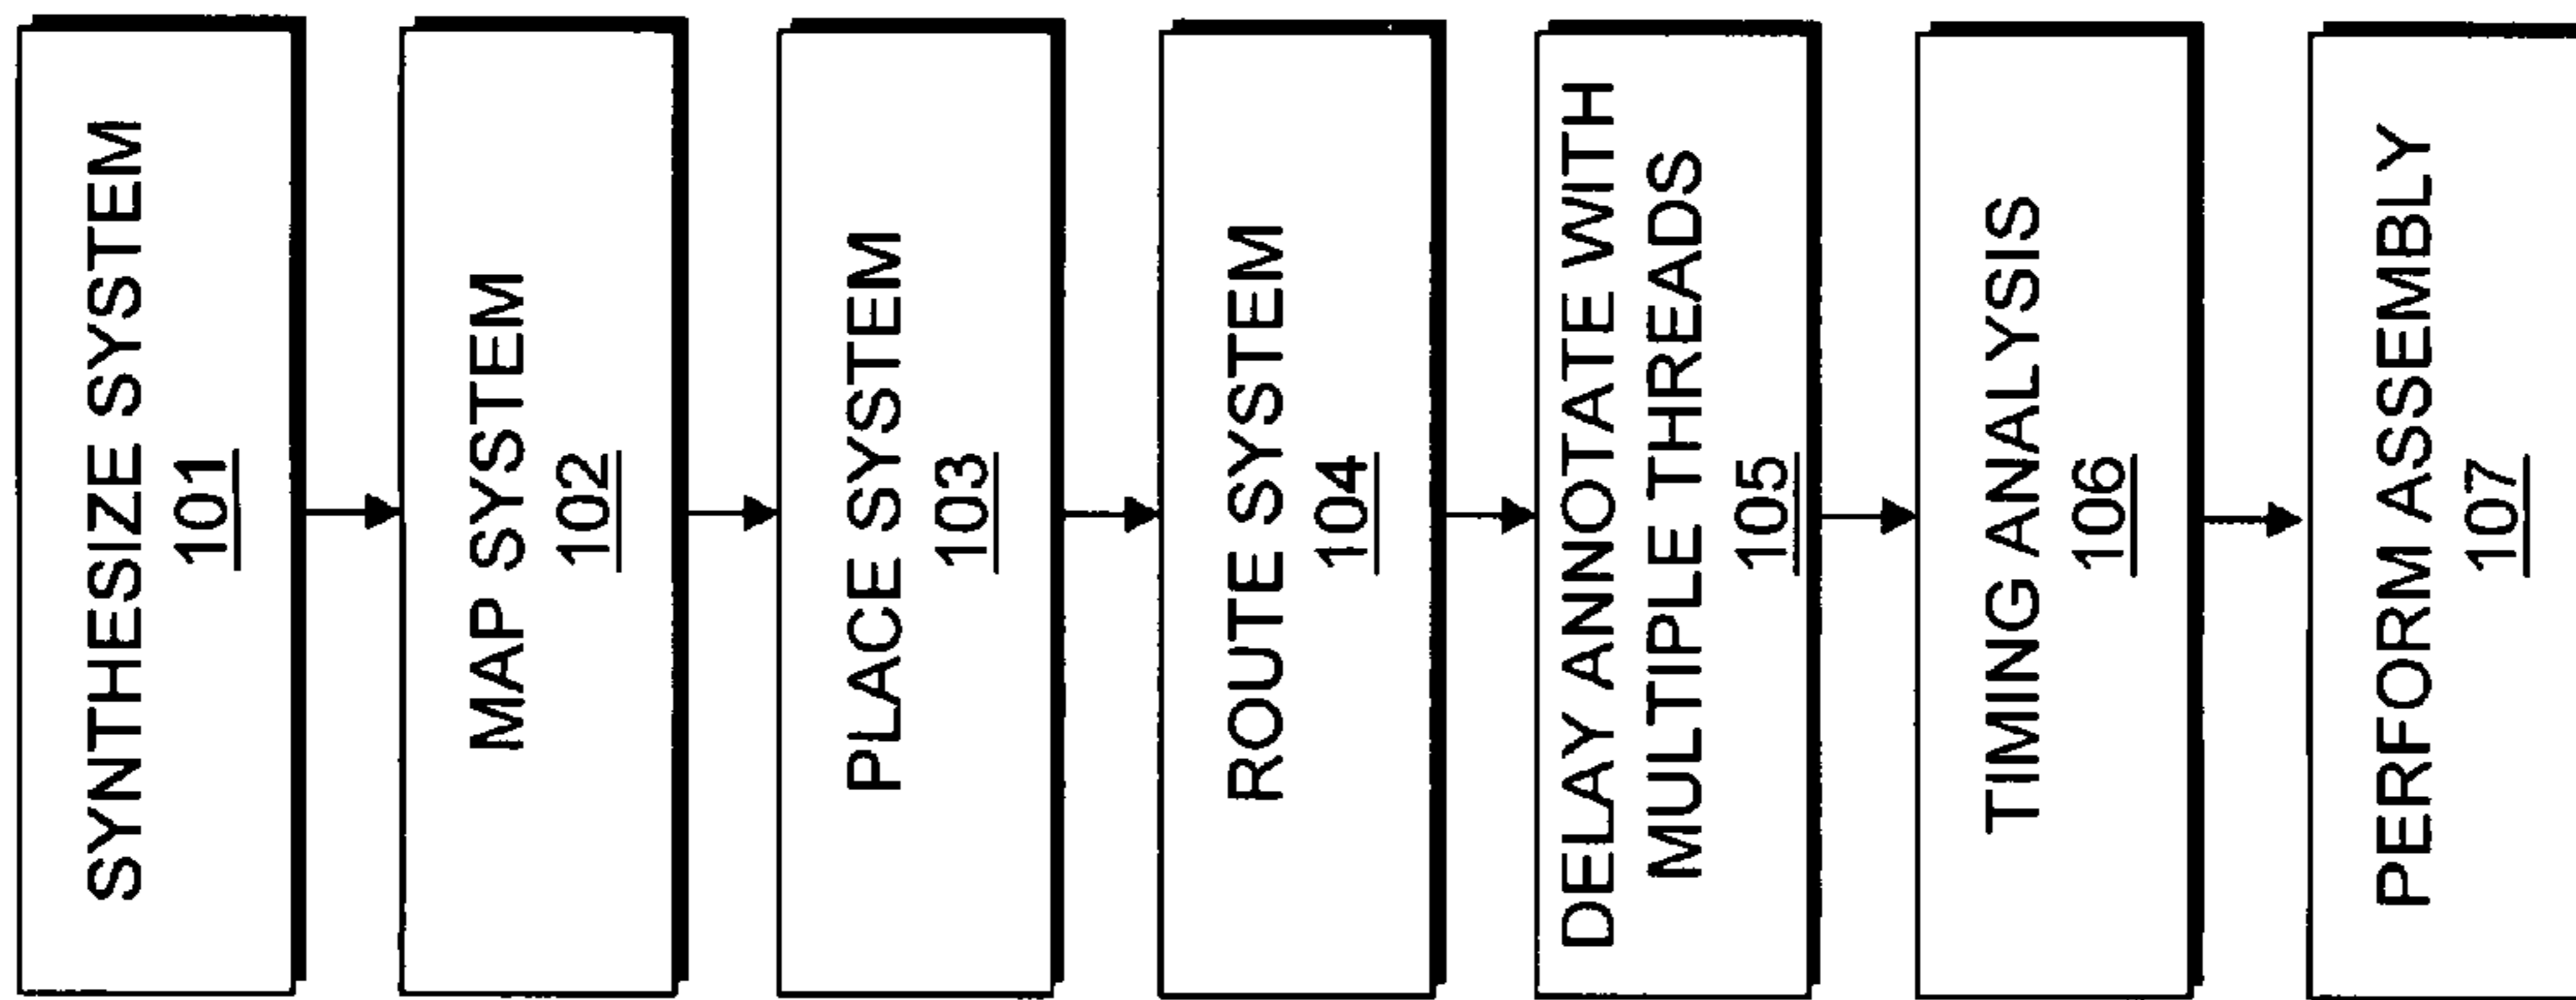 SYNTHESIZE SYSTEM
101
MAP SYSTEM
102
PLACE SYSTEM
103
ROUTE SYSTEM
104
DELAY ANNOTATE WITH
MULTIPLE THREADS
105
TIMING ANALYSIS
106
PERFORM ASSEMBLY
107